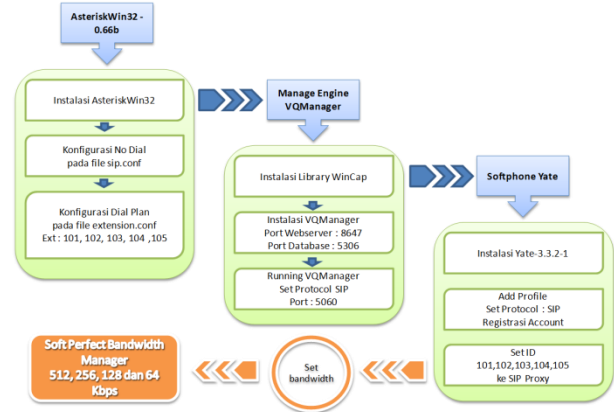 AsteriskWin32 -
0.66b
Instalasi AsteriskWin32
Konfigurasi No Dial
pada file sip.conf
Konfigurasi Dial Plan
pada file extension.conf
Ext : 101, 102, 103, 104 ,105
Manage Engine
VQManager
Instalasi Library WinCap
Instalasi VQManager
Port Webserver : 8647
Port Database : 5306
Running VQManager
Set Protocol SIP
Port : 5060
Softphone Yate
Instalasi Yate-3.3.2-1
Add Profile
Set Protocol : SIP
Registrasi Account
Set ID
101,102,103,104,105
ke SIP Proxy
Set
bandwidth
Soft Perfect Bandwidth
Manager
512, 256, 128 dan 64
Kbps